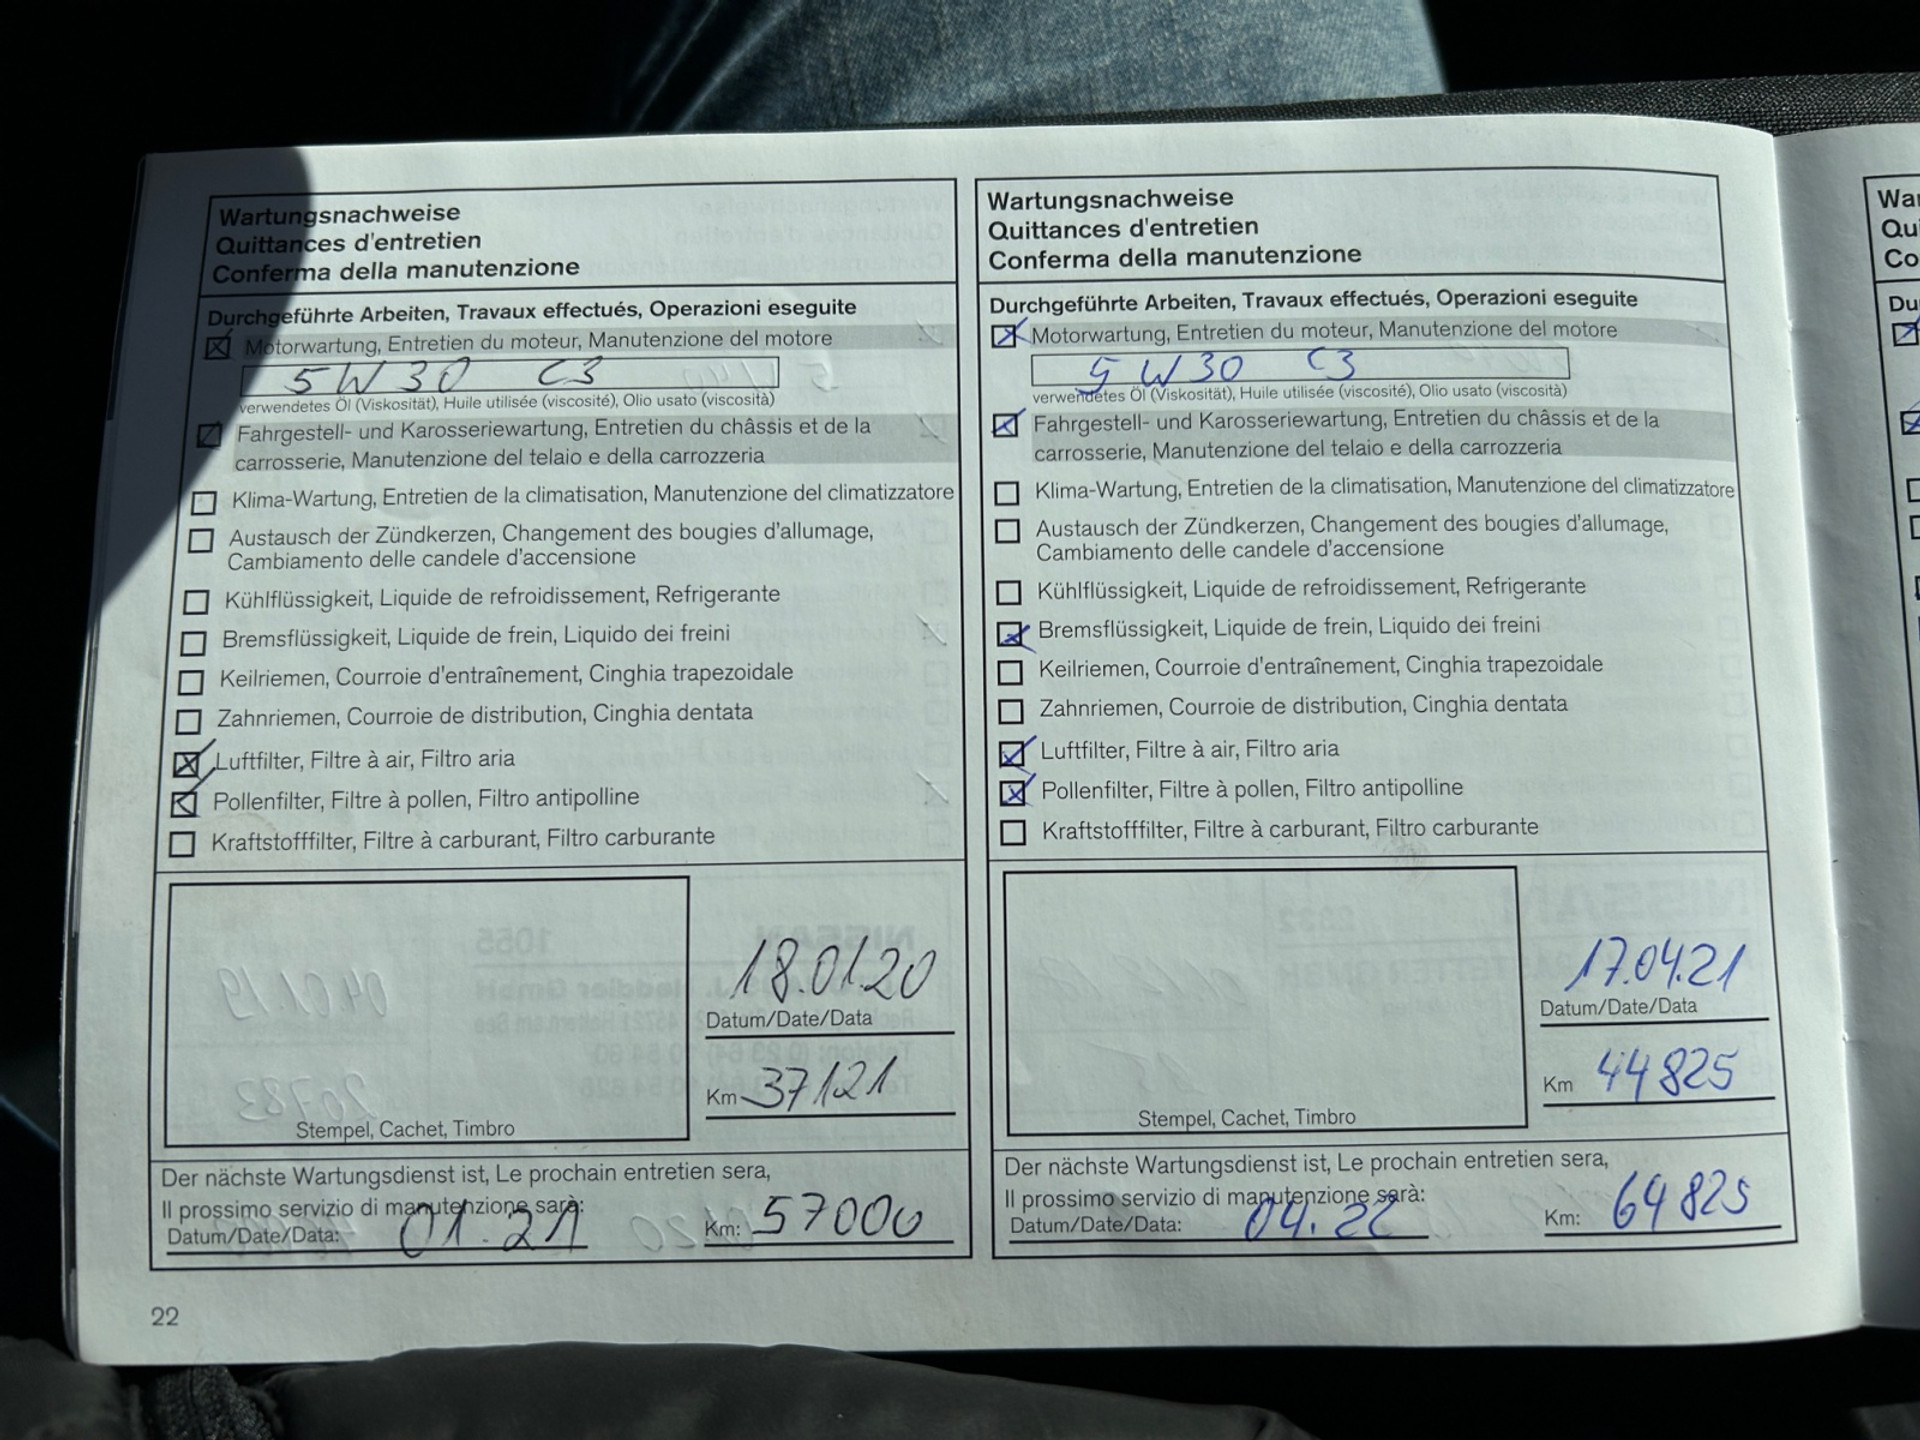 Wartungsnachweise
Quittances d'entretien
Conferma della manutenzione
Durchgeführte Arbeiten, Travaux effectués, Operazioni eseguite
Motorwartung, Entretien du moteur, Manutenzione del motore
5W30 C3
verwendetes Öl (Viskosität), Huile utilisée (viscosité), Olio usato (viscosità)
Fahrgestell- und Karosseriewartung, Entretien du châssis et de la
carrosserie, Manutenzione del telaio e della carrozzeria
Klima-Wartung, Entretien de la climatisation, Manutenzione del climatizzatore
Austausch der Zündkerzen, Changement des bougies d'allumage,
Cambiamento delle candele d'accensione
Kühlflüssigkeit, Liquide de refroidissement, Refrigerante
Bremsflüssigkeit, Liquide de frein, Liquido dei freini
Keilriemen, Courroie d'entraînement, Cinghia trapezoidale
Zahnriemen, Courroie de distribution, Cinghia dentata
Luftfilter, Filtre à air, Filtro aria
Pollenfilter, Filtre à pollen, Filtro antipolline
Kraftstofffilter, Filtre à carburant, Filtro carburante
18.01.20
Datum/Date/Data
Km 37121
Stempel, Cachet, Timbro
Der nächste Wartungsdienst ist, Le prochain entretien sera,
Il prossimo servizio di manutenzione sarà:
Datum/Date/Data: 01.21 Km: 57000
22
Wartungsnachweise
Quittances d'entretien
Conferma della manutenzione
Durchgeführte Arbeiten, Travaux effectués, Operazioni eseguite
Motorwartung, Entretien du moteur, Manutenzione del motore
5W30 C3
verwendetes Öl (Viskosität), Huile utilisée (viscosité), Olio usato (viscosità)
Fahrgestell- und Karosseriewartung, Entretien du châssis et de la
carrosserie, Manutenzione del telaio e della carrozzeria
Klima-Wartung, Entretien de la climatisation, Manutenzione del climatizzatore
Austausch der Zündkerzen, Changement des bougies d'allumage,
Cambiamento delle candele d'accensione
Kühlflüssigkeit, Liquide de refroidissement, Refrigerante
Bremsflüssigkeit, Liquide de frein, Liquido dei freini
Keilriemen, Courroie d'entraînement, Cinghia trapezoidale
Zahnriemen, Courroie de distribution, Cinghia dentata
Luftfilter, Filtre à air, Filtro aria
Pollenfilter, Filtre à pollen, Filtro antipolline
Kraftstofffilter, Filtre à carburant, Filtro carburante
17.04.21
Datum/Date/Data
Km 44825
Stempel, Cachet, Timbro
Der nächste Wartungsdienst ist, Le prochain entretien sera,
Il prossimo servizio di manutenzione sarà:
Datum/Date/Data: 04.22 Km: 64825